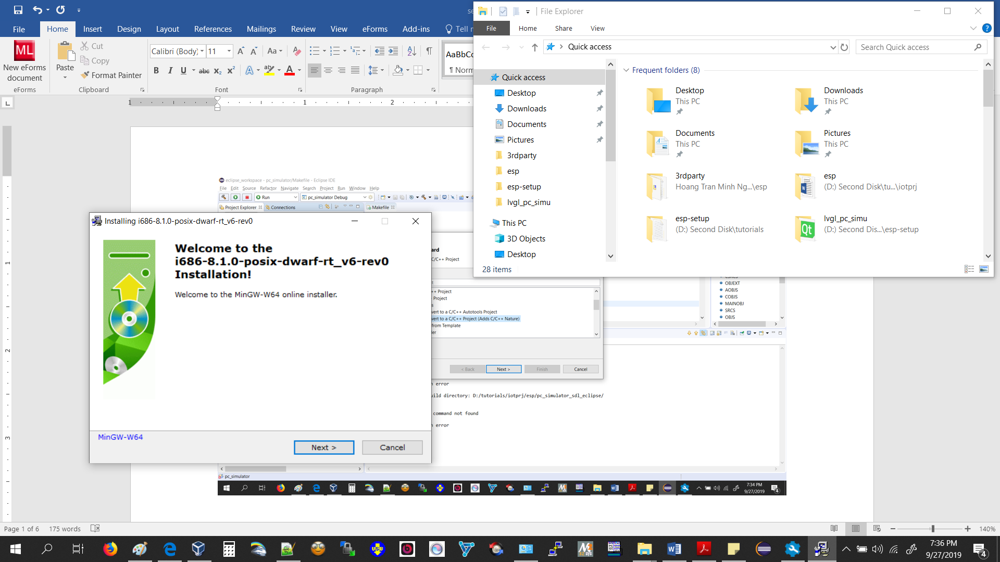 File
Home
Insert
Design
Layout
References
Mailings
Review
View
eForms
Add-ins
New eForms
document
eForms
Paste
Cut
Copy
Format Painter
Clipboard
Calibri (Body)
11
Font
Paragraph
AaBbCc
¶ Norm
File Explorer
File
Home
Share
View
Quick access
Search Quick access
Quick access
Desktop
Downloads
Documents
Pictures
3rdparty
esp
esp-setup
lvgl_pc_simu
This PC
3D Objects
Desktop
28 items
Frequent folders (8)
Desktop
This PC
Downloads
This PC
Documents
This PC
Pictures
This PC
3rdparty
Hoang Tran Minh Ng...\esp
esp
(D:) Second Disk\tu...\iotprj
esp-setup
(D:) Second Disk\tutorials
lvgl_pc_simu
(D:) Second Dis...\esp-setup
eclipse_workspace - pc_simulator/Makefile - Eclipse IDE
File Edit Source Refactor Navigate Search Project Run Window Help
Run
pc_simulator Debug
Project Explorer
Connections
Makefile
Installing i686-8.1.0-posix-dwarf-rt_v6-rev0
Welcome to the
i686-8.1.0-posix-dwarf-rt_v6-rev0
Installation!
Welcome to the MinGW-W64 online installer.
MinGW-W64
Next >
Cancel
C/C++ Project
++ Project
Project
vert to a C/C++ Autotools Project
vert to a C/C++ Project (Adds C/C++ Nature)
from Template
< Back
Next >
Finish
Cancel
OBJEXT
AOBJS
COBJS
MAINOBJ
SRCS
OBJS
error
uild directory: D:/tutorials/iotprj/esp/pc_simulator_sdl_eclipse/
command not found
error
pc_simulator
7:34 PM
9/27/2019
Page 1 of 6
175 words
140%
7:36 PM
9/27/2019
4